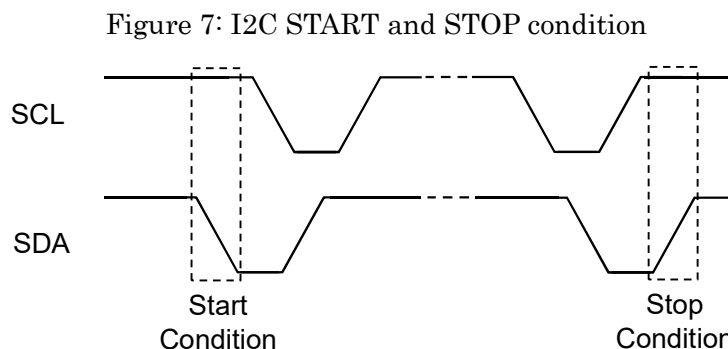 Figure 7: I2C START and STOP condition
SCL
SDA
Start
Condition
Stop
Condition